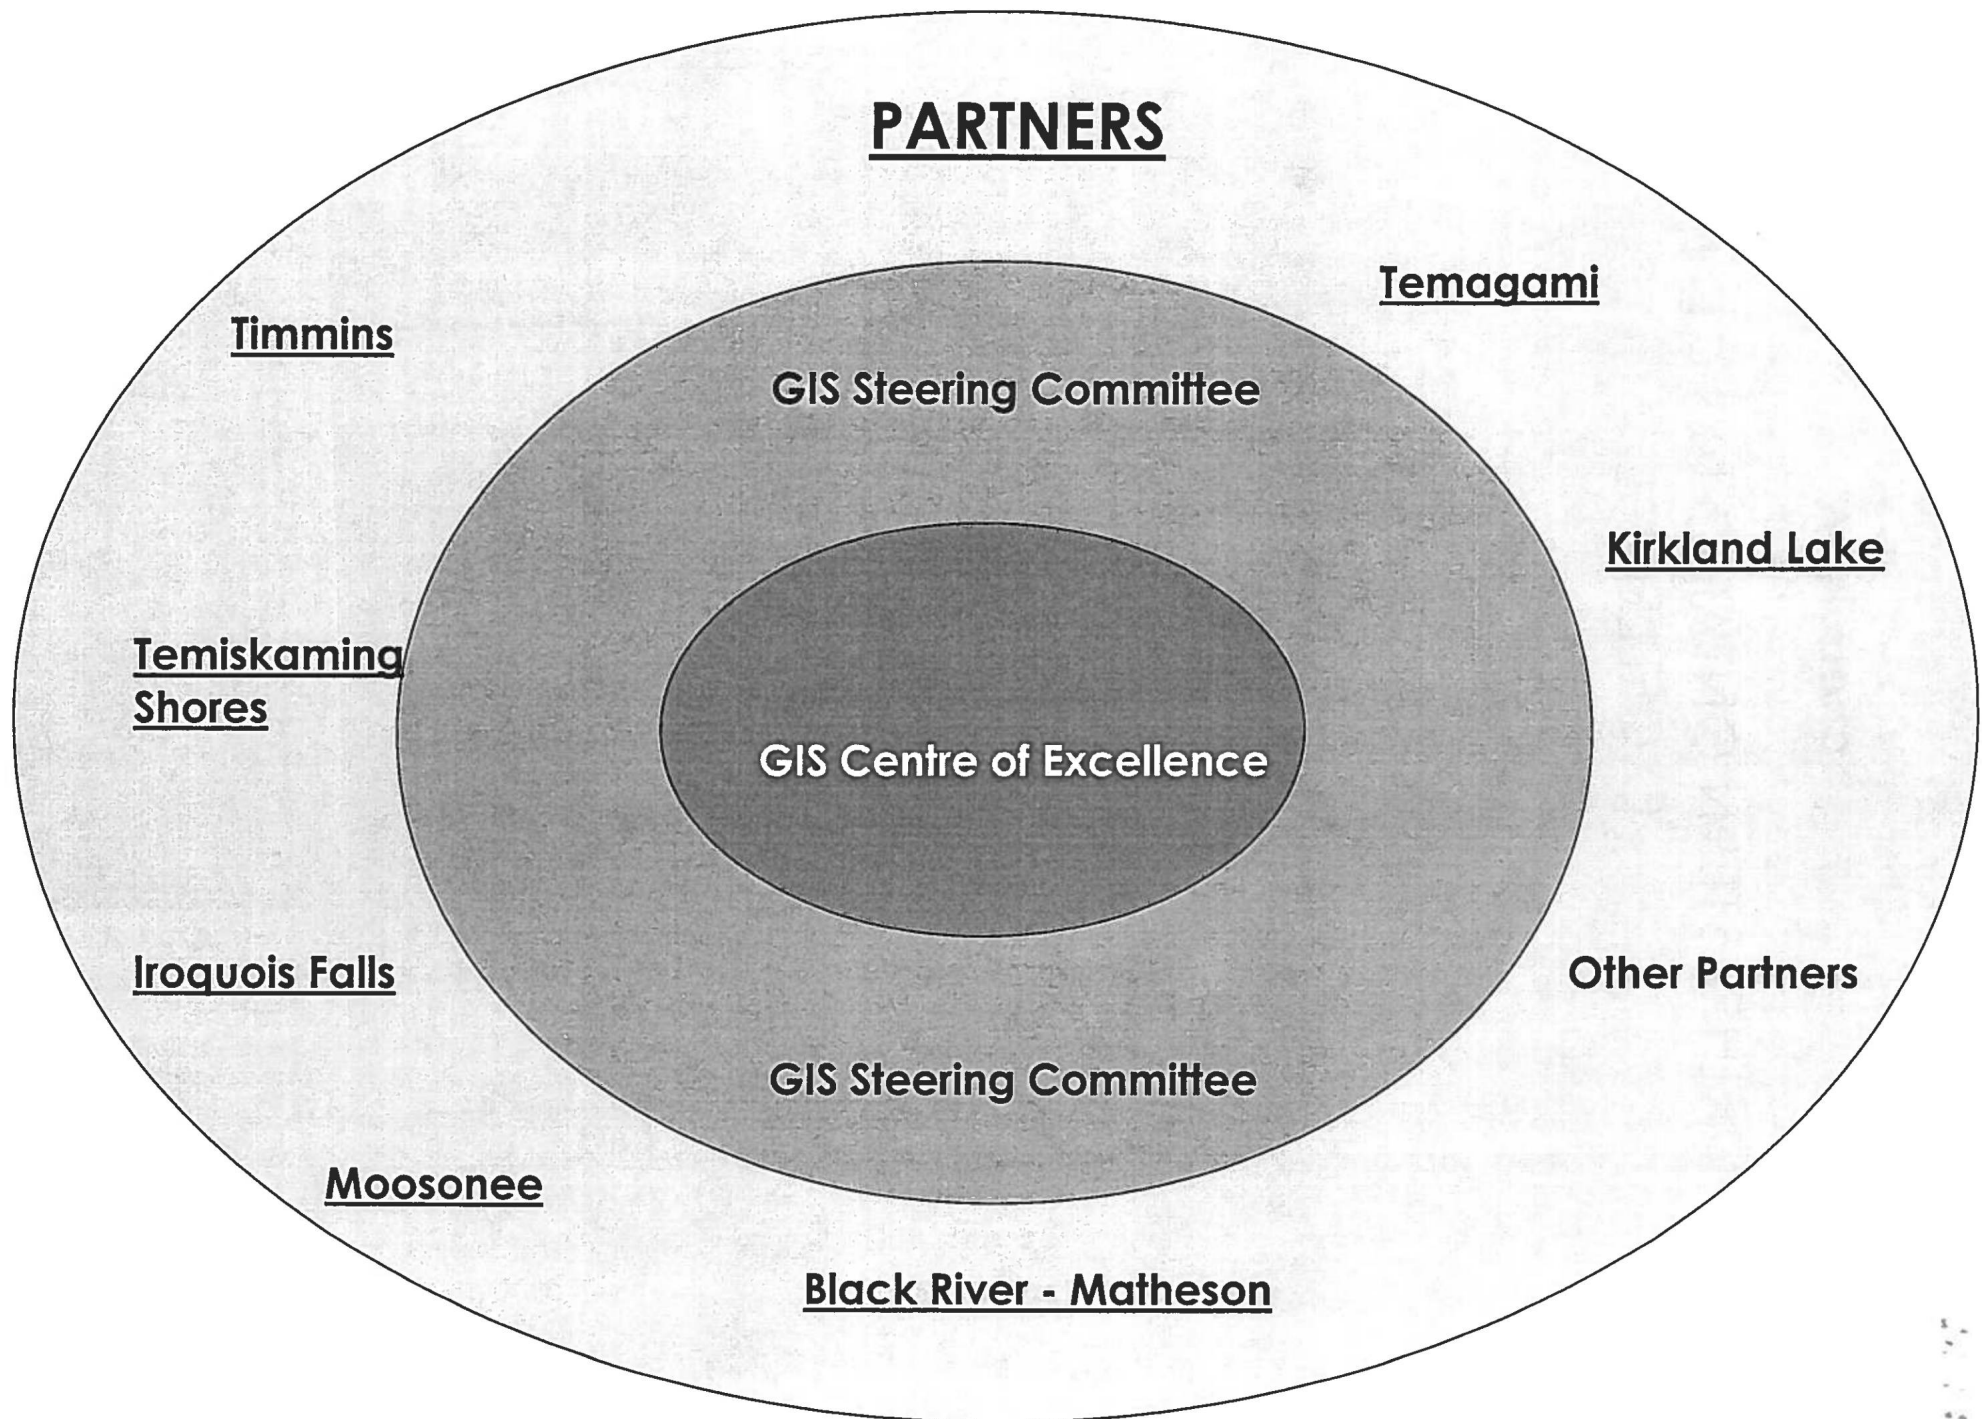 PARTNERS
Temagami
Timmins
GIS Steering Committee
Kirkland Lake
Temiskaming
Shores
GIS Centre of Excellence
Iroquois Falls
Other Partners
GIS Steering Committee
Moosonee
Black River - Matheson